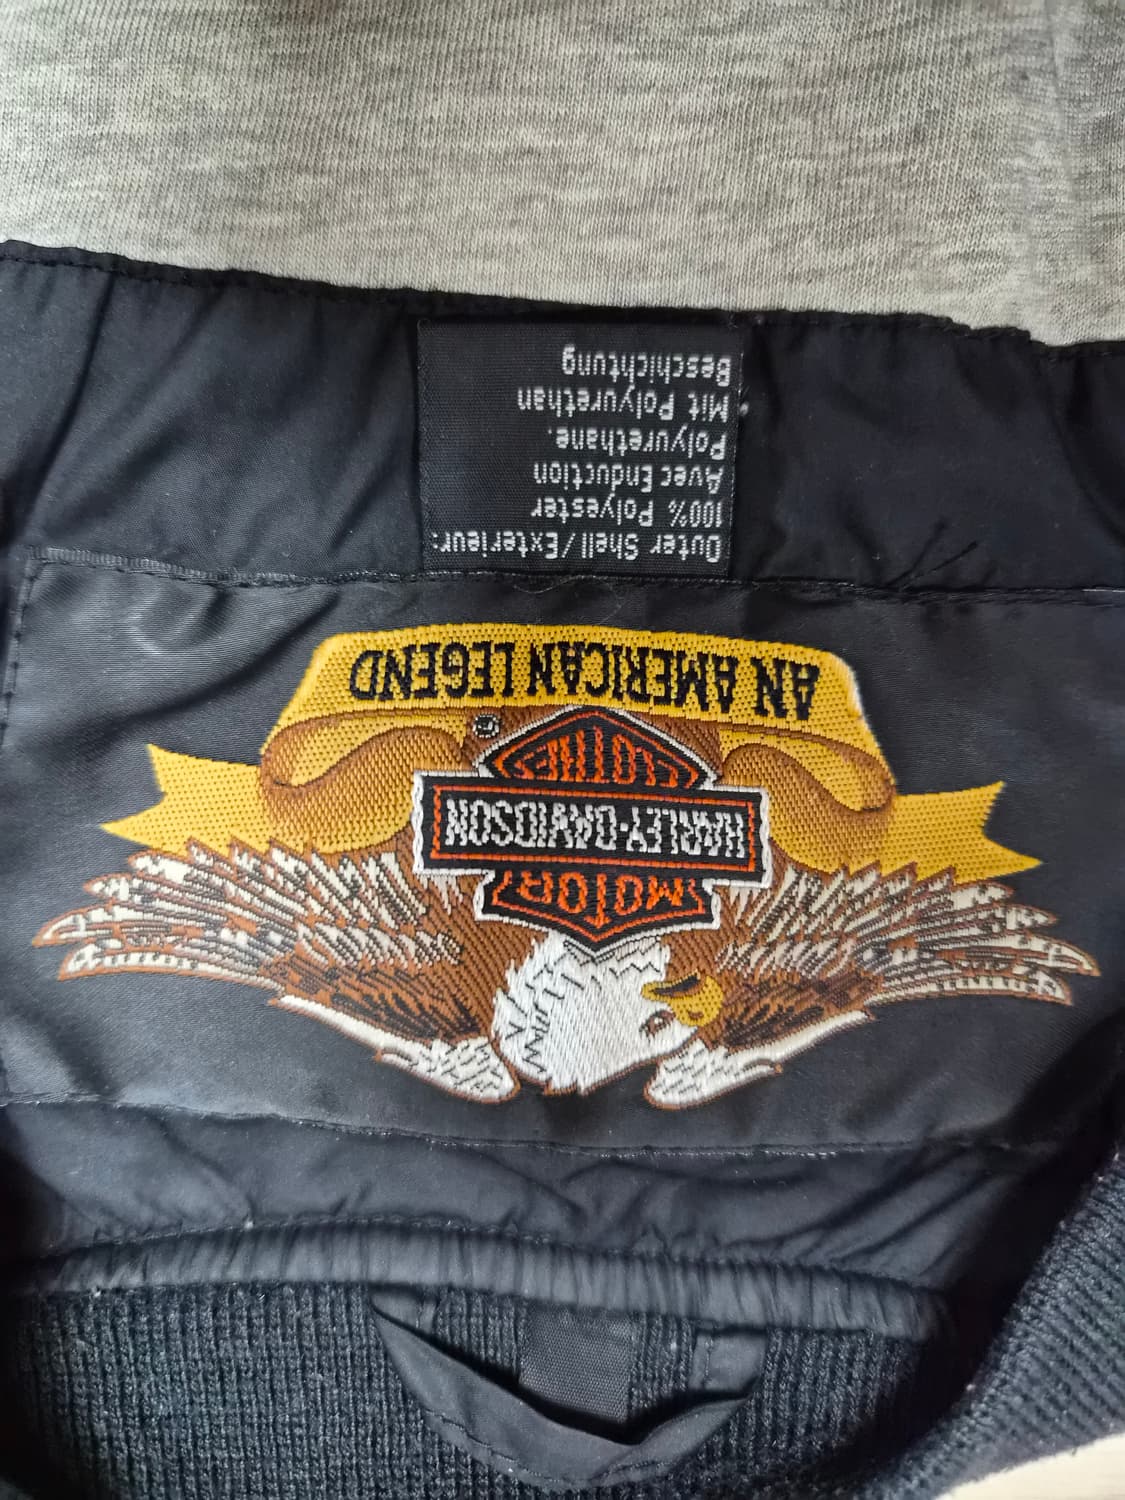 MOTOR
HARLEY-DAVIDSON
CLOTHES
AN AMERICAN LEGEND
Outer Shell/Exterieur:
100% Polyester
Avec Enduction
Polyurethane.
Mit Polyurethan
Beschichtung